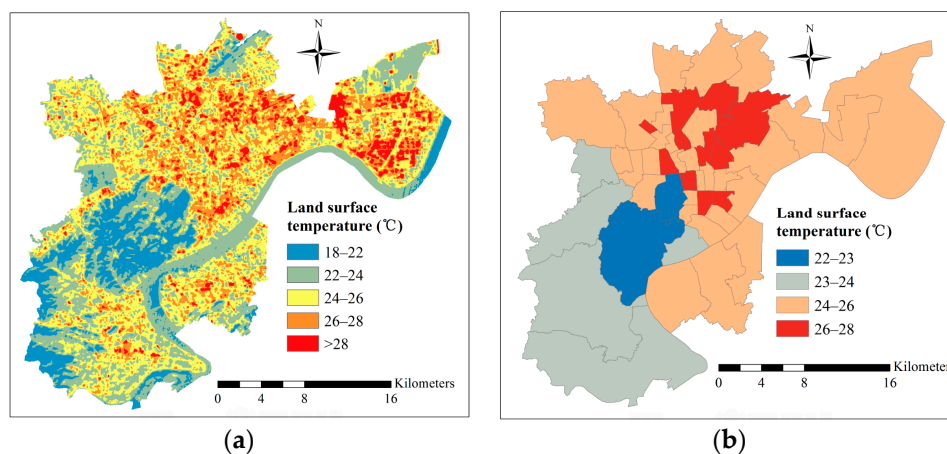 N
Land surface
temperature (℃)
18–22
22–24
24–26
26–28
>28
Kilometers
0 4 8 16
(a)
N
Land surface
temperature (℃)
22–23
23–24
24–26
26–28
Kilometer
0 4 8 16
(b)